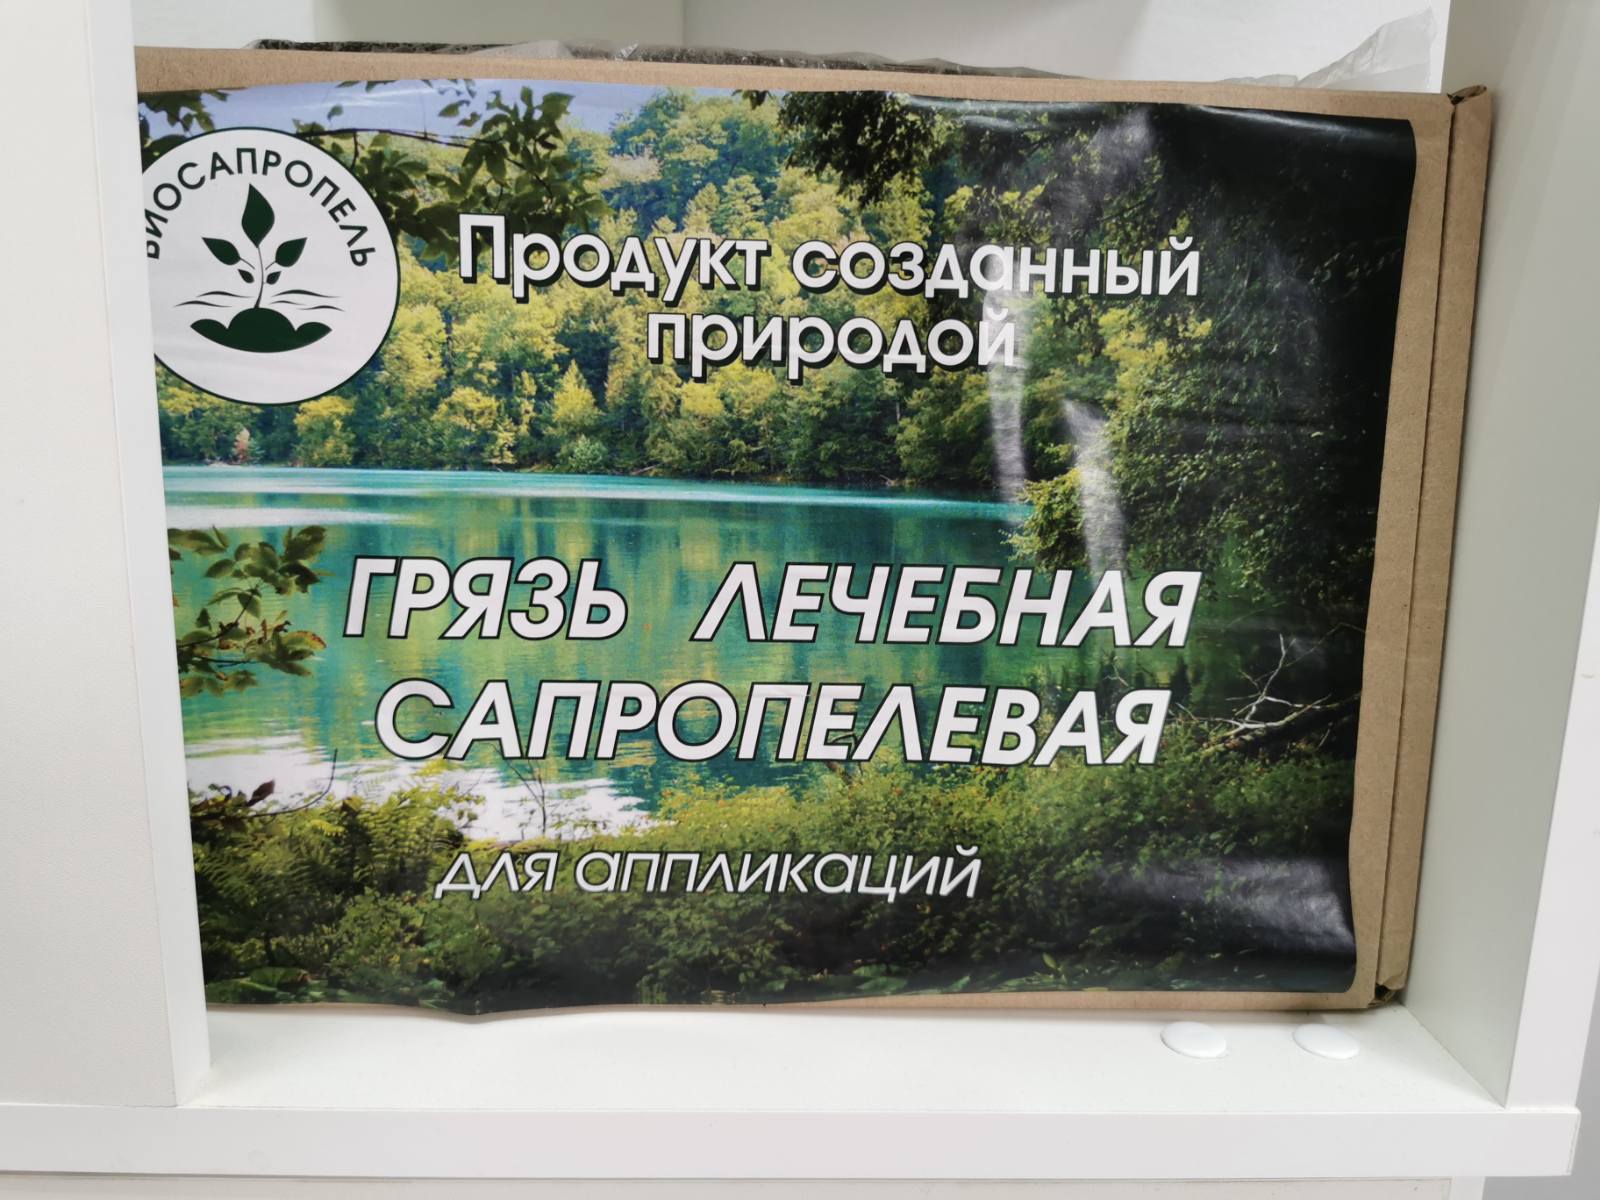 БИОСАПРОПЕЛЬ
Продукт созданный
природой
ГРЯЗЬ ЛЕЧЕБНАЯ
САПРОПЕЛЕВАЯ
для аппликаций